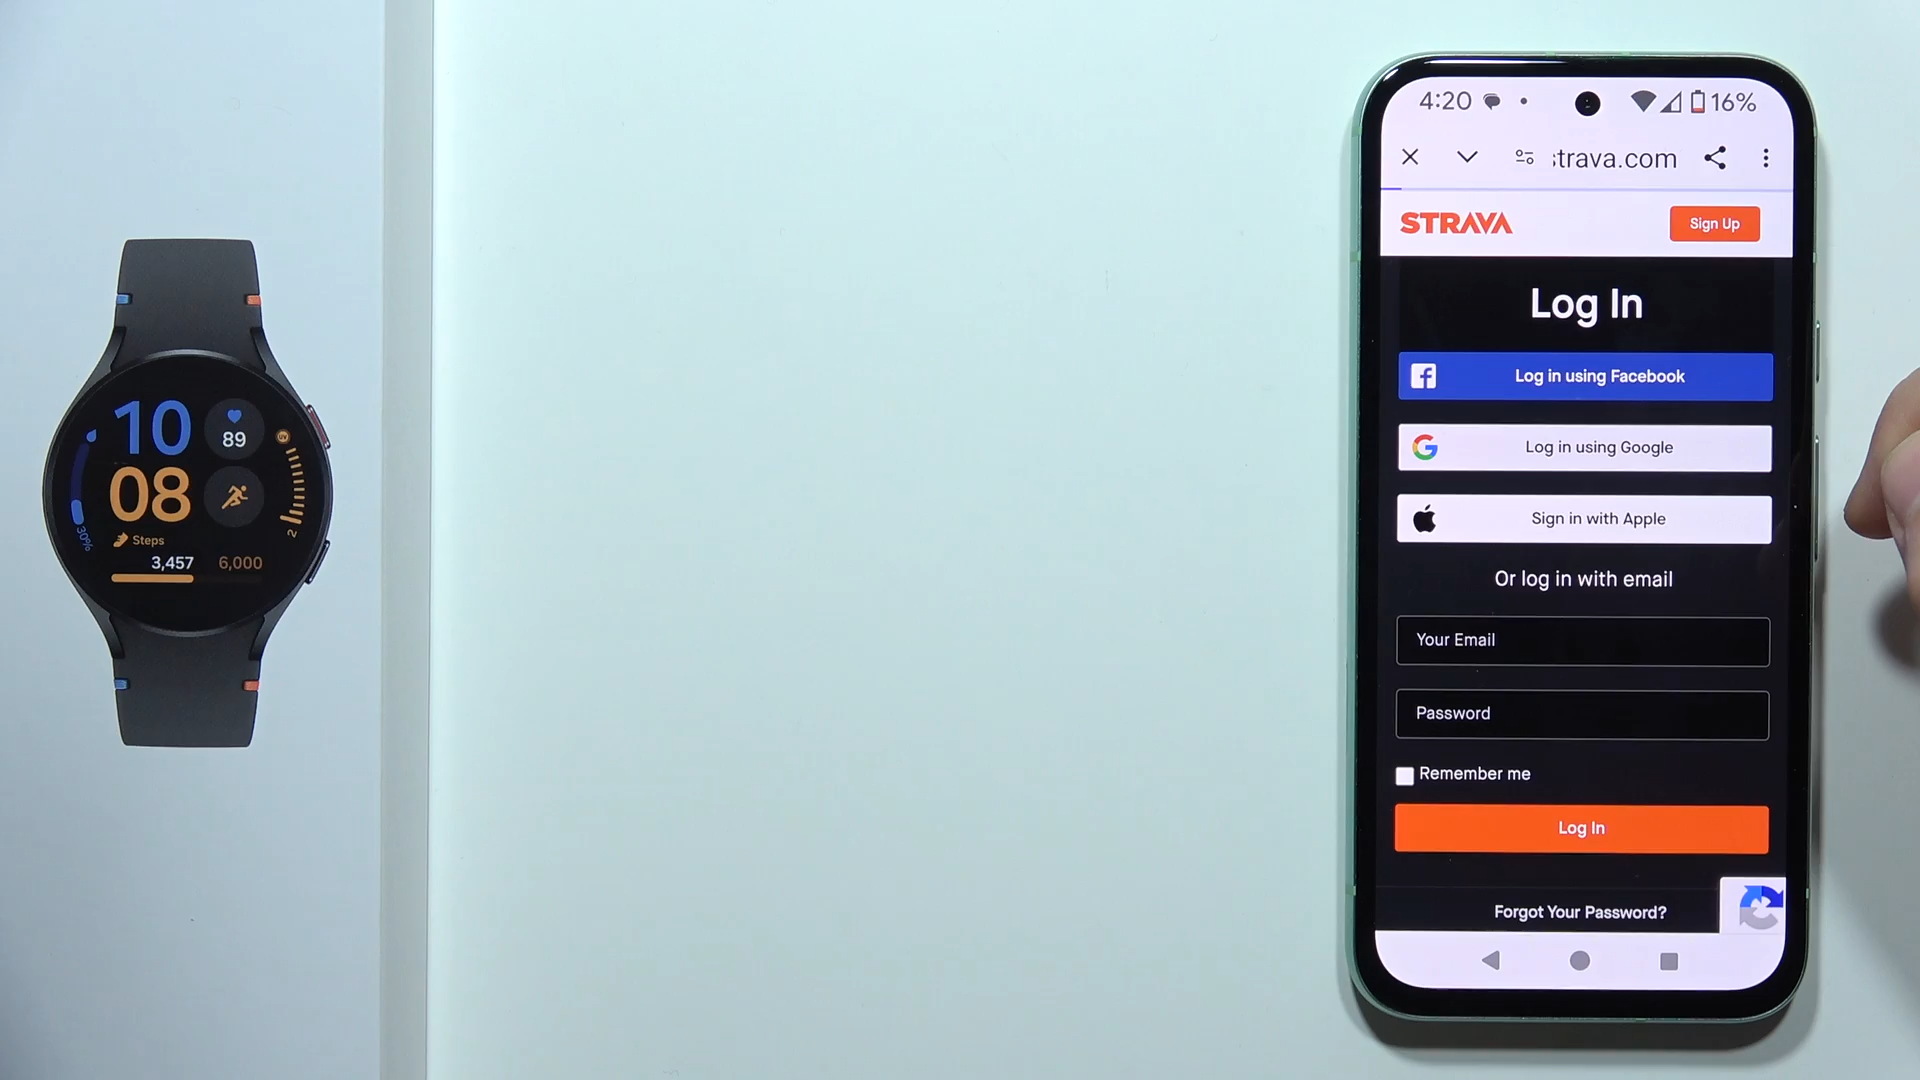 10
89
08
30%
2
Steps
3,457 6,000
4:20 16%
strava.com
STRAVA
Sign Up
Log In
Log in using Facebook
Log in using Google
Sign in with Apple
Or log in with email
Your Email
Password
Remember me
Log In
Forgot Your Password?